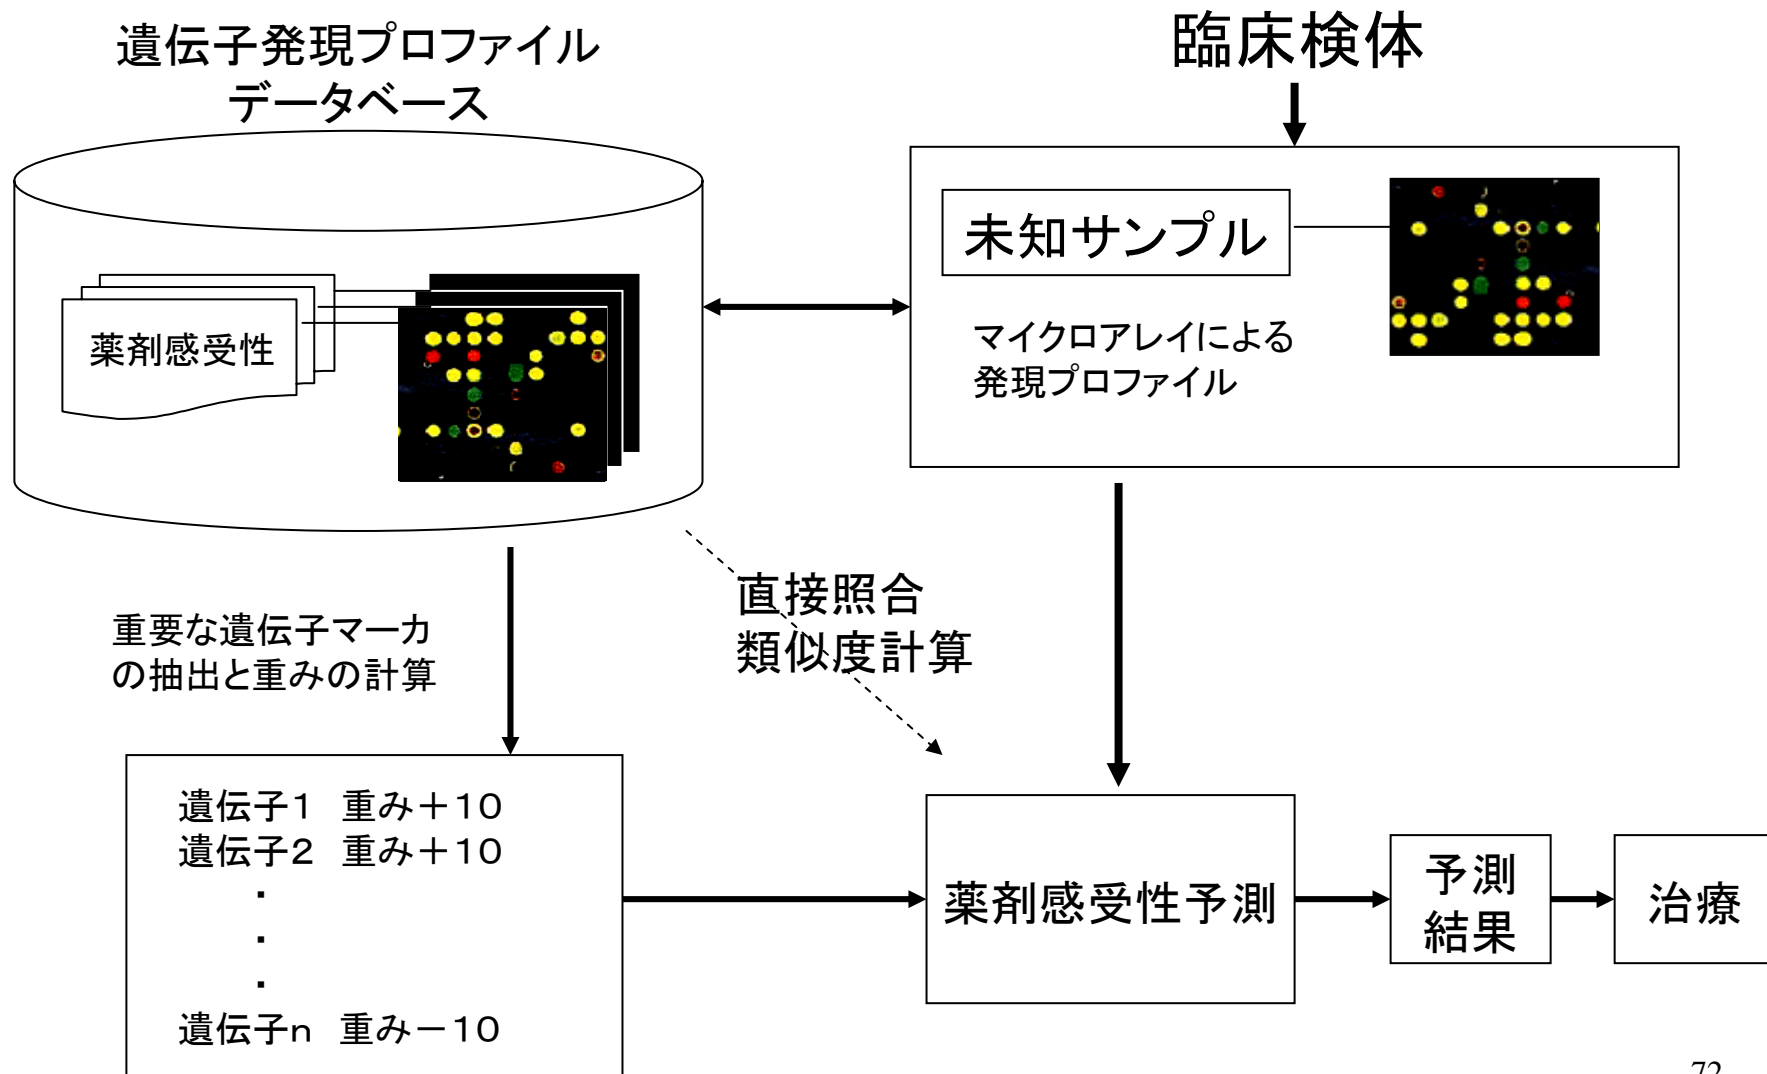 遺伝子発現プロファイル
データベース
臨床検体
薬剤感受性
未知サンプル
マイクロアレイによる
発現プロファイル
重要な遺伝子マーカ
の抽出と重みの計算
直接照合
類似度計算
遺伝子1 重み＋10
遺伝子2 重み＋10
・
・
・
遺伝子n 重み－10
薬剤感受性予測
予測
結果
治療
72